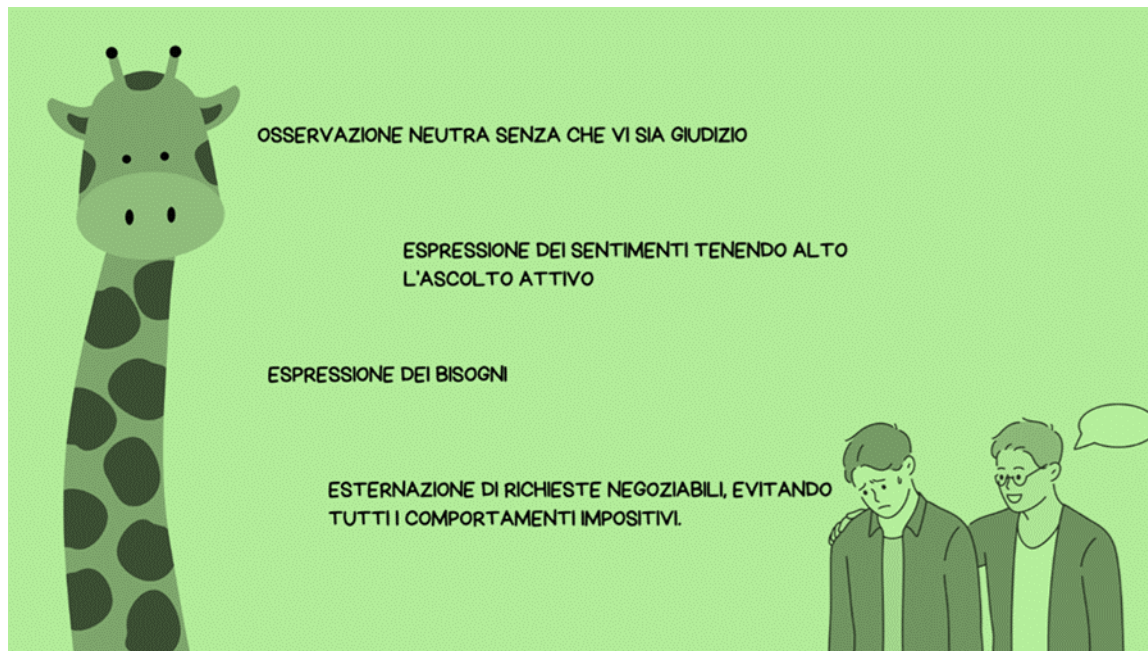 OSSERVAZIONE NEUTRA SENZA CHE VI SIA GIUDIZIO
ESPRESSIONE DEI SENTIMENTI TENENDO ALTO
L'ASCOLTO ATTIVO
ESPRESSIONE DEI BISOGNI
ESTERNAZIONE DI RICHIESTE NEGOZIABILI, EVITANDO
TUTTI I COMPORTAMENTI IMPOSITIVI.